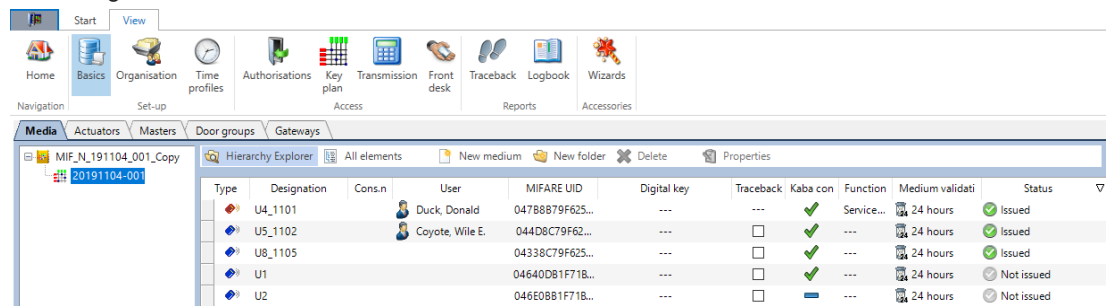 Start View
Home Basics Organisation Time profiles Authorisations Key plan Transmission Front desk Traceback Logbook Wizards
Navigation Set-up Access Reports Accessories
Media Actuators Masters Door groups Gateways
MIF_N_191104_001_Copy Hierarchy Explorer All elements New medium New folder Delete Properties
20191104-001
Type Designation Cons.n User MIFARE UID Digital key Traceback Kaba con Function Medium validati Status
U4_1101 Duck, Donald 047B8B79F625... --- --- Service... 24 hours Issued
U5_1102 Coyote, Wile E. 044D8C79F62... --- --- 24 hours Issued
U8_1105 04338C79F625... --- --- 24 hours Issued
U1 04640DB1F71B... --- --- 24 hours Not issued
U2 046E0BB1F71B... --- --- 24 hours Not issued